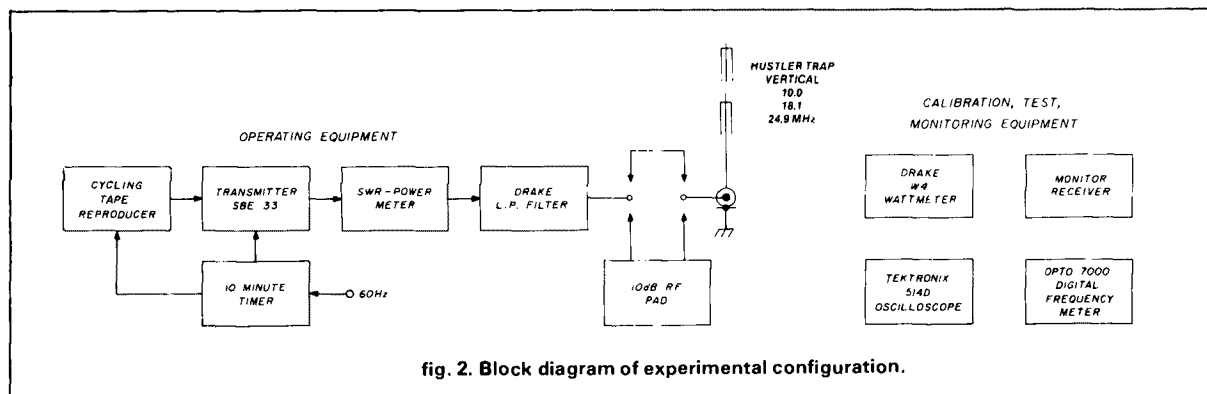 OPERATING EQUIPMENT
CYCLING
TAPE
REPRODUCER
TRANSMITTER
SBE 33
SWR-POWER
METER
DRAKE
L.P. FILTER
10 MINUTE
TIMER
60Hz
10dB RF
PAD
HUSTLER TRAP
VERTICAL
10.0
18.1
24.9 MHz
CALIBRATION, TEST,
MONITORING EQUIPMENT
DRAKE
W4
WATTMETER
MONITOR
RECEIVER
TEKTRONIX
514D
OSCILLOSCOPE
OPTO 7000
DIGITAL
FREQUENCY
METER
fig. 2. Block diagram of experimental configuration.